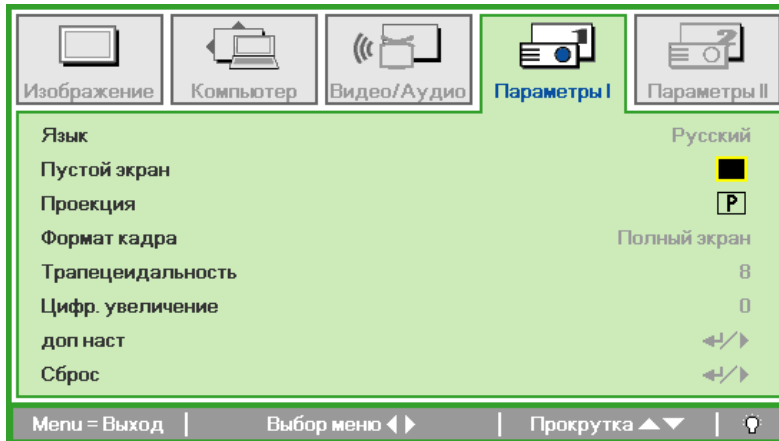 Изображение Компьютер Видео/Аудио Параметры I Параметры II
Язык Русский
Пустой экран
Проекция P
Формат кадра Полный экран
Трапецеидальность 8
Цифр. увеличение 0
доп наст
Сброс
Menu = Выход Выбор меню Прокрутка